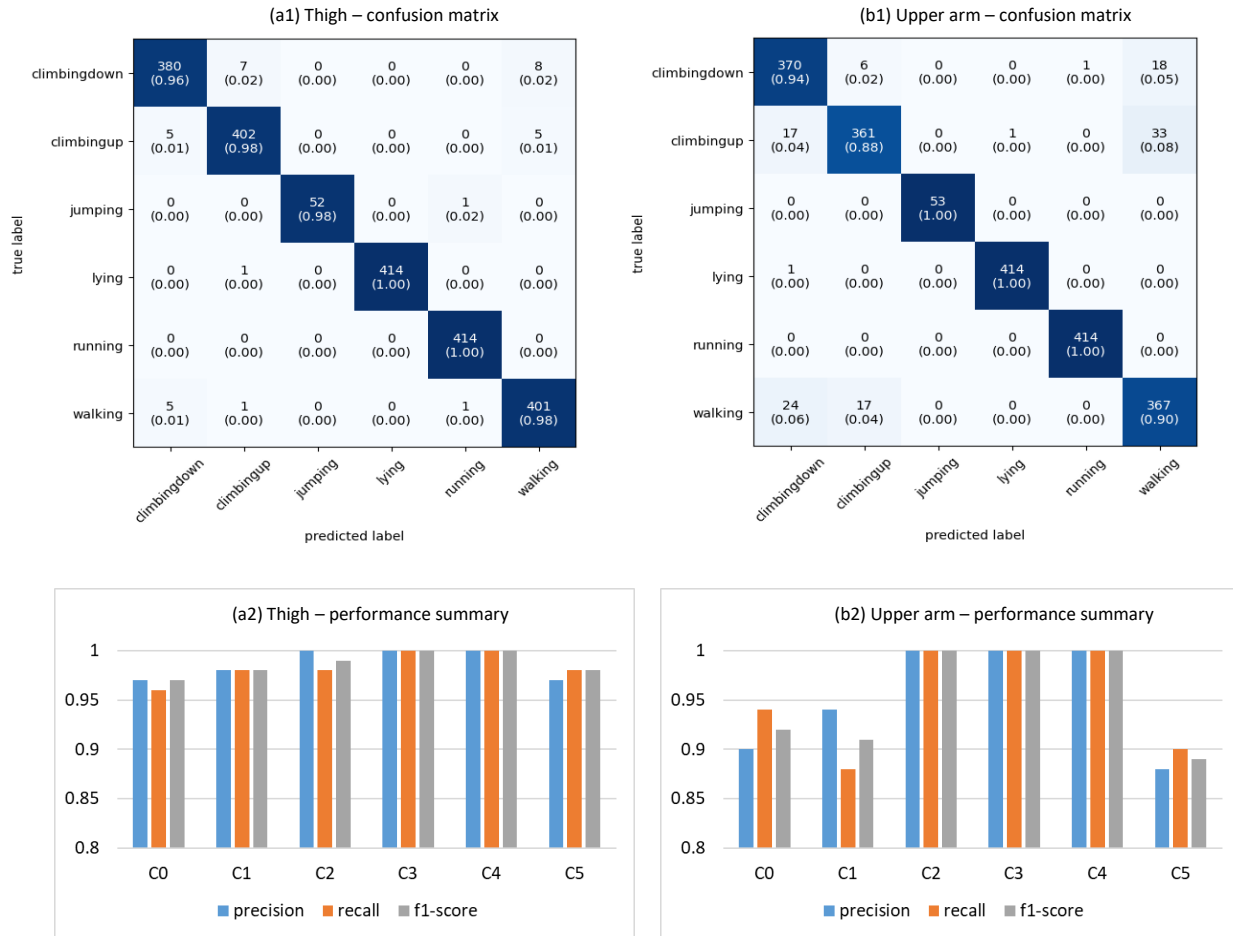 (a1) Thigh – confusion matrix
climbingdown 380 7 0 0 0 8
(0.96) (0.02) (0.00) (0.00) (0.00) (0.02)
climbingup 5 402 0 0 0 5
(0.01) (0.98) (0.00) (0.00) (0.00) (0.01)
jumping 0 0 52 0 1 0
(0.00) (0.00) (0.98) (0.00) (0.02) (0.00)
lying 0 1 0 414 0 0
(0.00) (0.00) (0.00) (1.00) (0.00) (0.00)
running 0 0 0 0 414 0
(0.00) (0.00) (0.00) (0.00) (1.00) (0.00)
walking 5 1 0 0 1 401
(0.01) (0.00) (0.00) (0.00) (0.00) (0.98)
true label
climbingdown climbingup jumping lying running walking
predicted label
(b1) Upper arm – confusion matrix
climbingdown 370 6 0 0 1 18
(0.94) (0.02) (0.00) (0.00) (0.00) (0.05)
climbingup 17 361 0 1 0 33
(0.04) (0.88) (0.00) (0.00) (0.00) (0.08)
jumping 0 0 53 0 0 0
(0.00) (0.00) (1.00) (0.00) (0.00) (0.00)
lying 1 0 0 414 0 0
(0.00) (0.00) (0.00) (1.00) (0.00) (0.00)
running 0 0 0 0 414 0
(0.00) (0.00) (0.00) (0.00) (1.00) (0.00)
walking 24 17 0 0 0 367
(0.06) (0.04) (0.00) (0.00) (0.00) (0.90)
true label
climbingdown climbingup jumping lying running walking
predicted label
(a2) Thigh – performance summary
1
0.95
0.9
0.85
0.8
C0 C1 C2 C3 C4 C5
precision recall f1-score
(b2) Upper arm – performance summary
1
0.95
0.9
0.85
0.8
C0 C1 C2 C3 C4 C5
precision recall f1-score